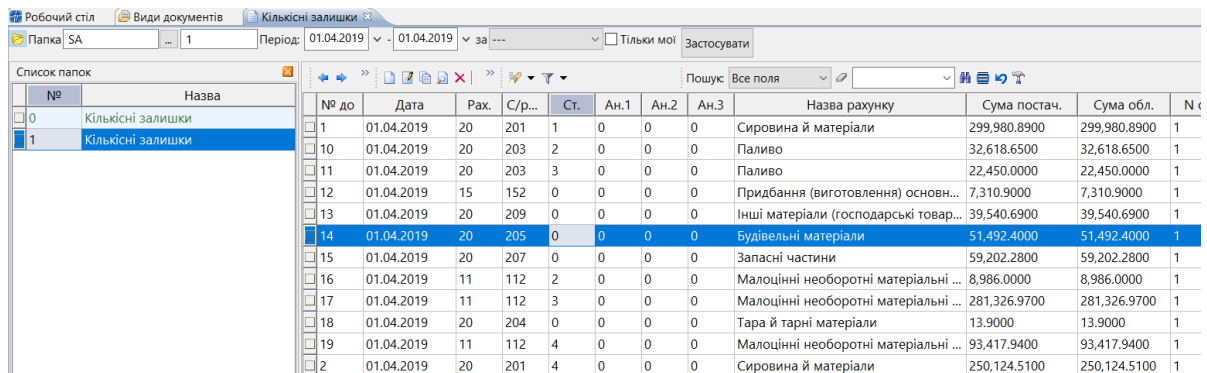 Робочий стіл Види документів Кількісні залишки
Папка SA ... 1 Період: 01.04.2019 - 01.04.2019 за --- Тільки мої Застосувати
Список папок Пошук: Все поля
№ Назва
0 Кількісні залишки
1 Кількісні залишки
№ до Дата Рах. С/р... Ст. Ан.1 Ан.2 Ан.3 Назва рахунку Сума постач. Сума обл. N
1 01.04.2019 20 201 1 0 0 0 Сировина й матеріали 299,980.8900 299,980.8900 1
10 01.04.2019 20 203 2 0 0 0 Паливо 32,618.6500 32,618.6500 1
11 01.04.2019 20 203 3 0 0 0 Паливо 22,450.0000 22,450.0000 1
12 01.04.2019 15 152 0 0 0 0 Придбання (виготовлення) основн... 7,310.9000 7,310.9000 1
13 01.04.2019 20 209 0 0 0 0 Інші матеріали (господарські товар... 39,540.6900 39,540.6900 1
14 01.04.2019 20 205 0 0 0 0 Будівельні матеріали 51,492.4000 51,492.4000 1
15 01.04.2019 20 207 0 0 0 0 Запасні частини 59,202.2800 59,202.2800 1
16 01.04.2019 11 112 2 0 0 0 Малоцінні необоротні матеріальні ... 8,986.0000 8,986.0000 1
17 01.04.2019 11 112 3 0 0 0 Малоцінні необоротні матеріальні ... 281,326.9700 281,326.9700 1
18 01.04.2019 20 204 0 0 0 0 Тара й тарні матеріали 13.9000 13.9000 1
19 01.04.2019 11 112 4 0 0 0 Малоцінні необоротні матеріальні ... 93,417.9400 93,417.9400 1
2 01.04.2019 20 201 4 0 0 0 Сировина й матеріали 250,124.5100 250,124.5100 1